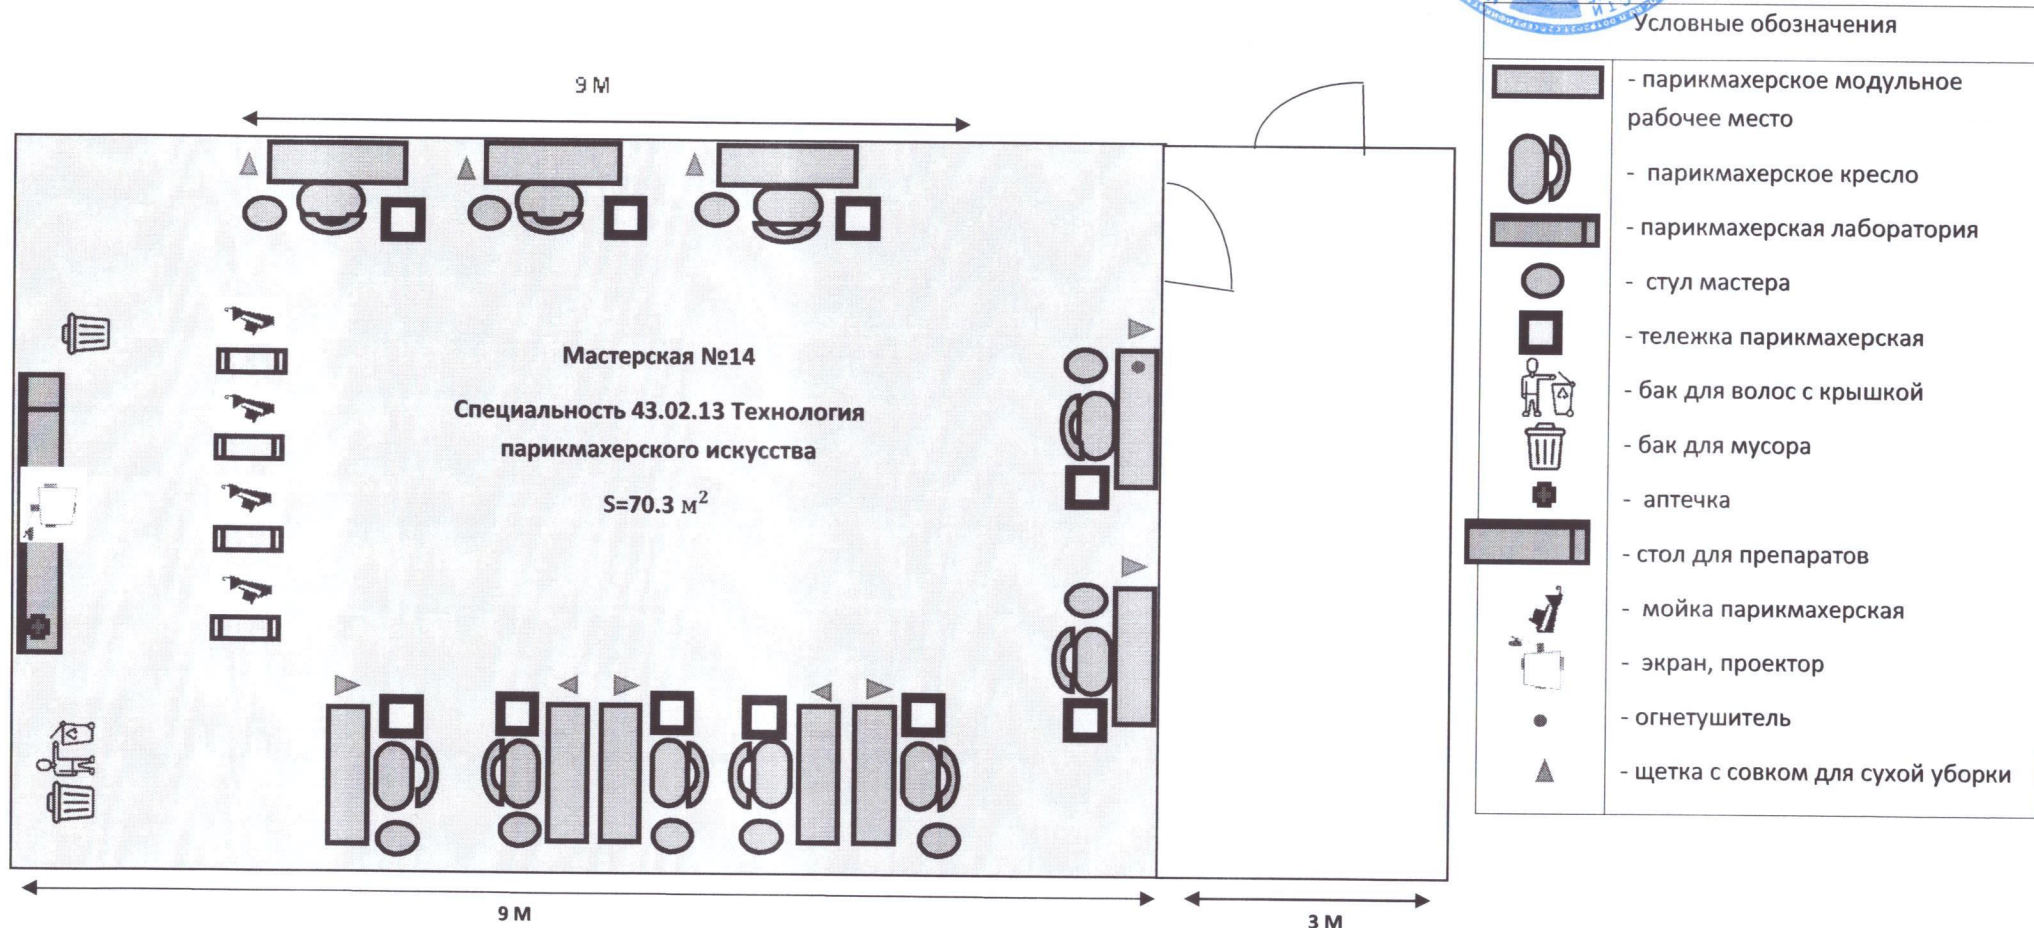 Условные обозначения
9 М
- парикмахерское модульное
рабочее место
- парикмахерское кресло
- парикмахерская лаборатория
- стул мастера
- тележка парикмахерская
- бак для волос с крышкой
- бак для мусора
- аптечка
- стол для препаратов
- мойка парикмахерская
- экран, проектор
- огнетушитель
- щетка с совком для сухой уборки
Мастерская №14
Специальность 43.02.13 Технология
парикмахерского искусства
S=70.3 м²
9 М
3 М